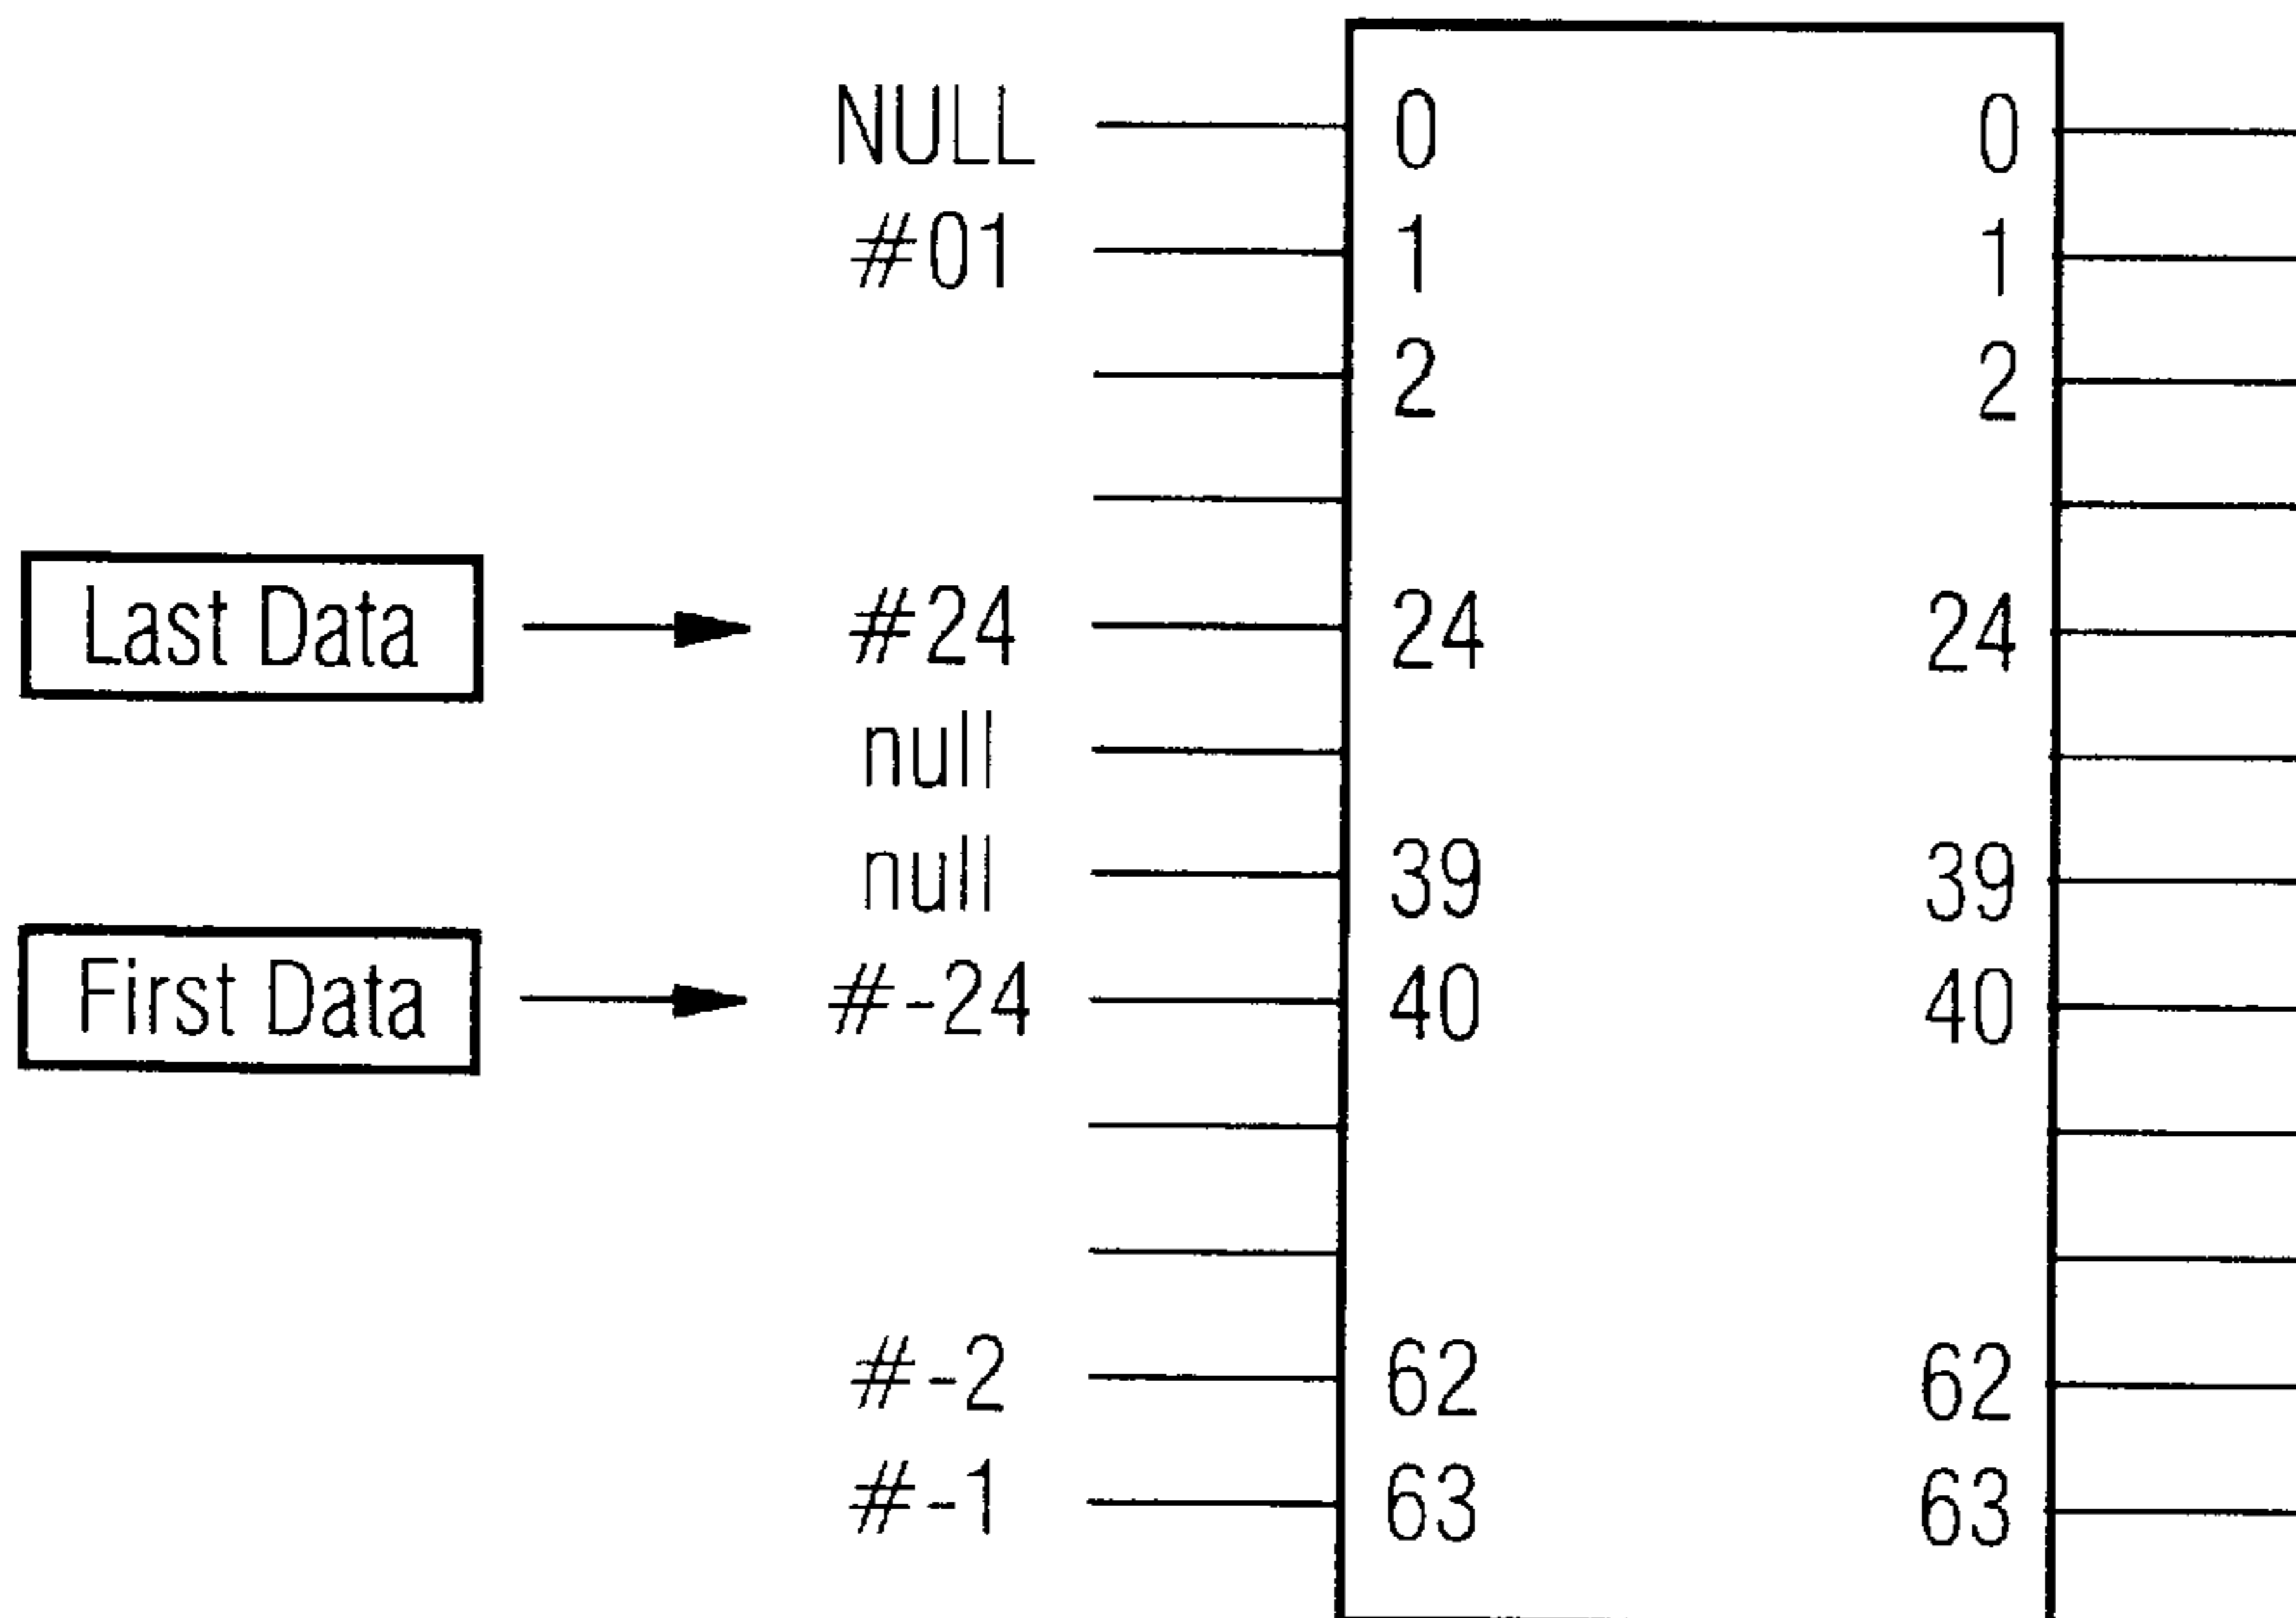 NULL 0 0
#01 1 1
2 2
Last Data #24 24 24
null
null 39 39
First Data #-24 40 40
#-2 62 62
#-1 63 63